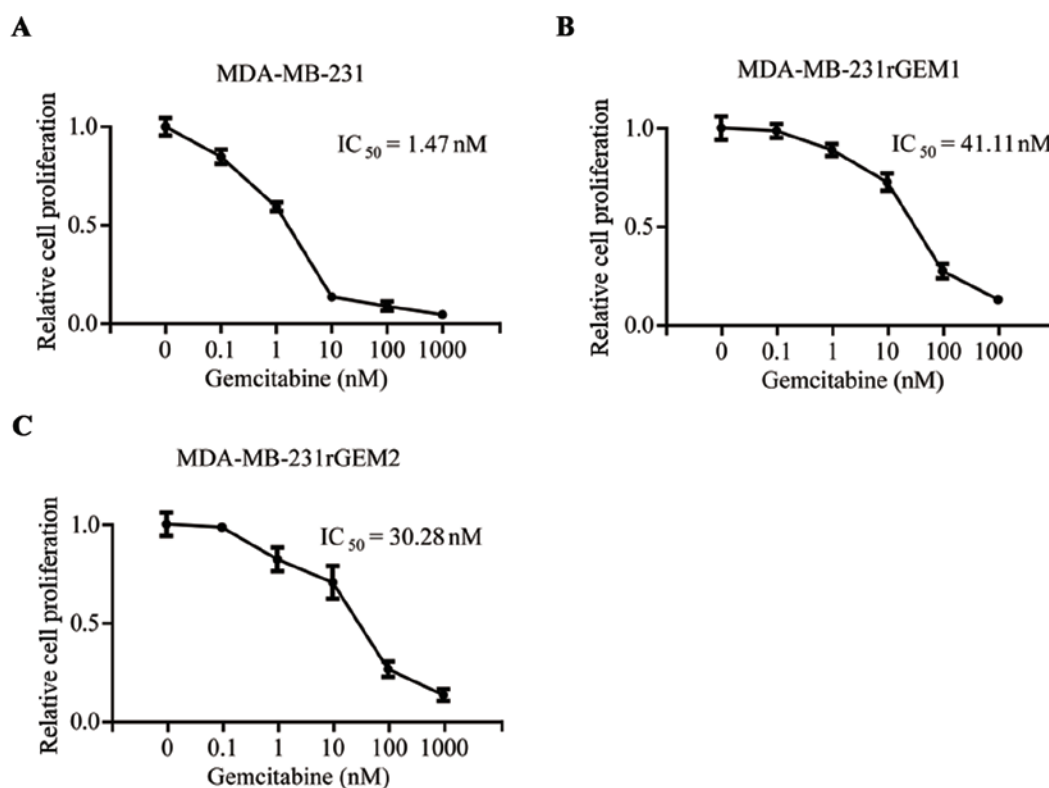 A
MDA-MB-231
Relative cell proliferation
1.0
0.5
0.0
IC 50 = 1.47 nM
0 0.1 1 10 100 1000
Gemcitabine (nM)
B
MDA-MB-231rGEM1
Relative cell proliferation
1.0
0.5
0.0
IC 50 = 41.11 nM
0 0.1 1 10 100 1000
Gemcitabine (nM)
C
MDA-MB-231rGEM2
Relative cell proliferation
1.0
0.5
0.0
IC 50 = 30.28 nM
0 0.1 1 10 100 1000
Gemcitabine (nM)